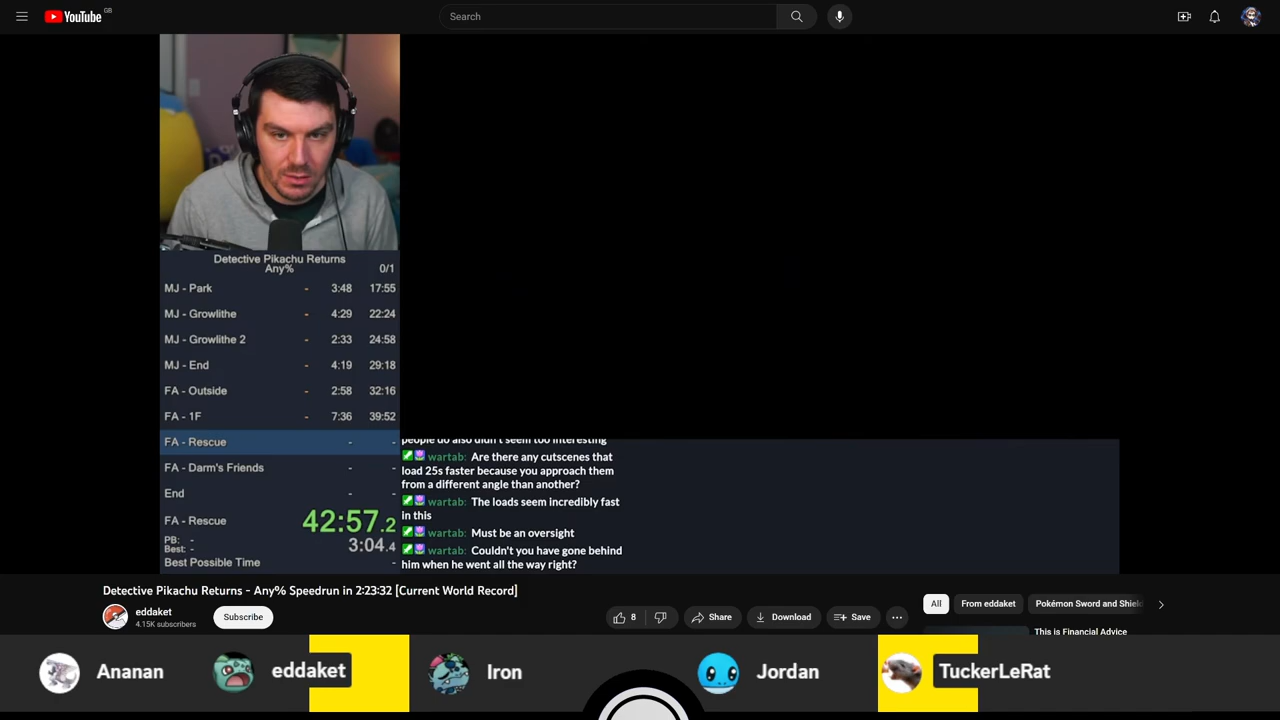 YouTube GB
Search
Detective Pikachu Returns
Any% 0/1
MJ - Park - 3:48 17:55
MJ - Growlithe - 4:29 22:24
MJ - Growlithe 2 - 2:33 24:58
MJ - End - 4:19 29:18
FA - Outside - 2:58 32:16
FA - 1F - 7:36 39:52
FA - Rescue - -
FA - Darm's Friends - -
End - -
FA - Rescue 42:57.2
PB: -
Best: - 3:04.4
Best Possible Time -
people do also didn't seem too interesting
wartab: Are there any cutscenes that
load 25s faster because you approach them
from a different angle than another?
wartab: The loads seem incredibly fast
in this
wartab: Must be an oversight
wartab: Couldn't you have gone behind
him when he went all the way right?
Detective Pikachu Returns - Any% Speedrun in 2:23:32 [Current World Record]
eddaket
4.15K subscribers
Subscribe
8
Share
Download
Save
All
From eddaket
Pokémon Sword and Shiel
This is Financial Advice
Ananan
eddaket
Iron
Jordan
TuckerLeRat